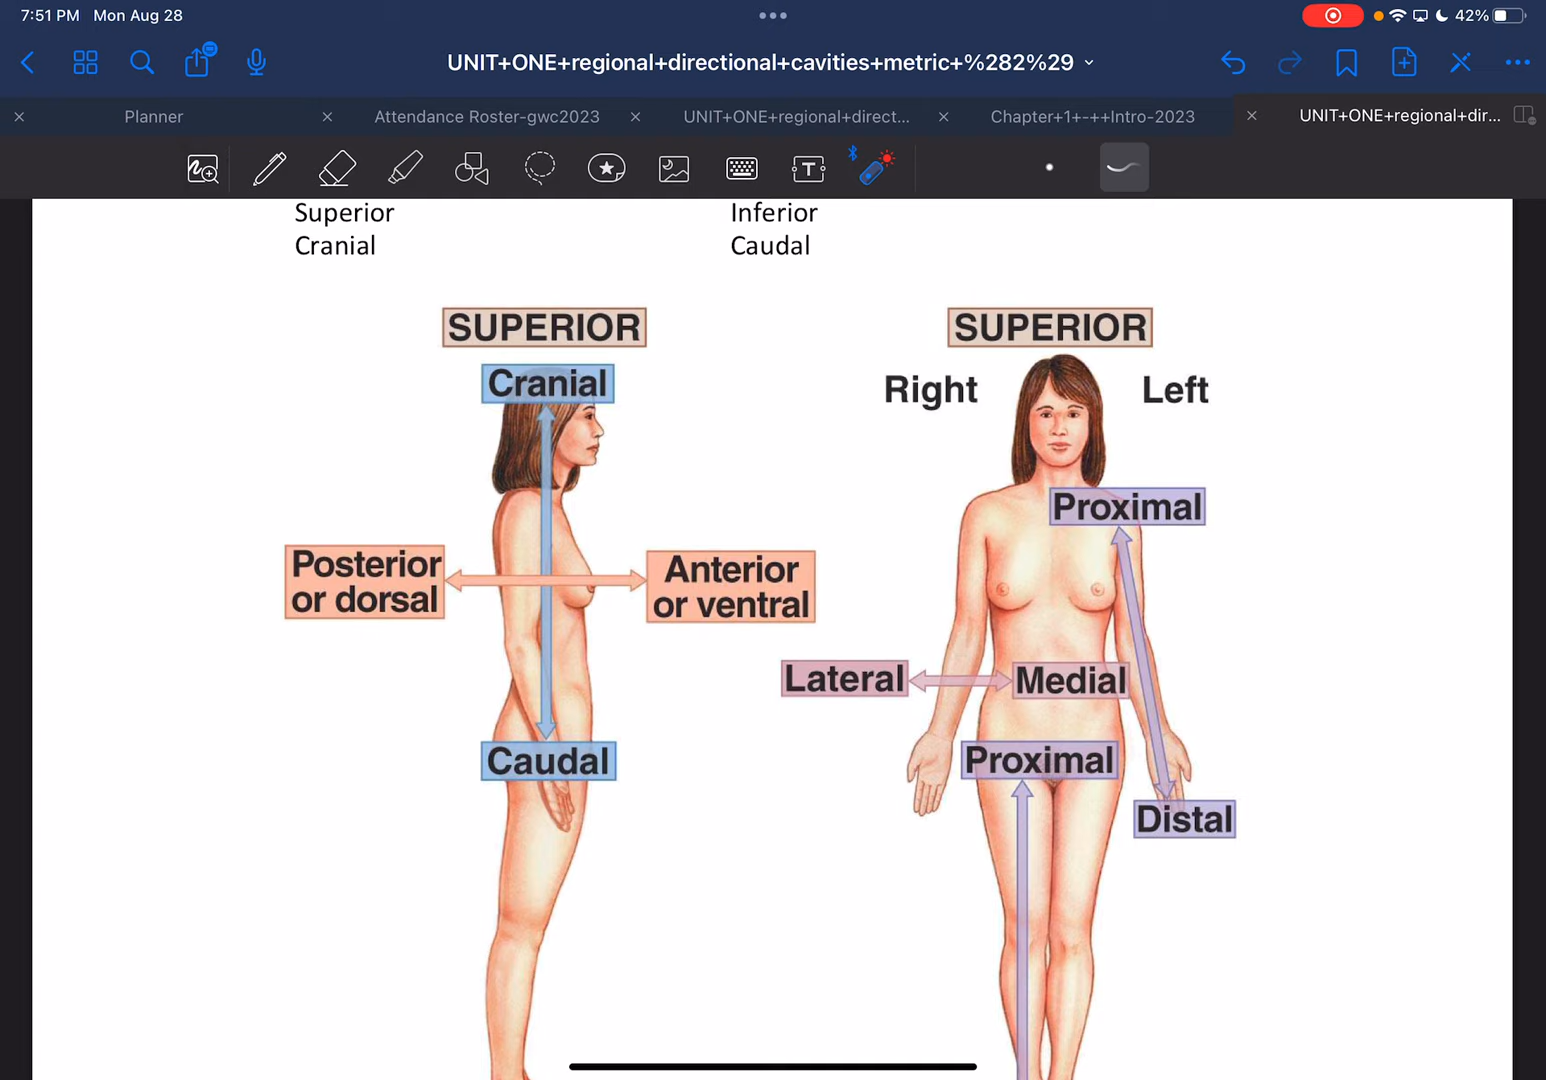 7:51 PM Mon Aug 28
42%
UNIT+ONE+regional+directional+cavities+metric+%282%29
Planner
Attendance Roster-gwc2023
UNIT+ONE+regional+direct...
Chapter+1+-++Intro-2023
UNIT+ONE+regional+dir...
T
Superior
Inferior
Cranial
Caudal
SUPERIOR
SUPERIOR
Cranial
Right
Left
Proximal
Posterior
or dorsal
Anterior
or ventral
Lateral
Medial
Caudal
Proximal
Distal